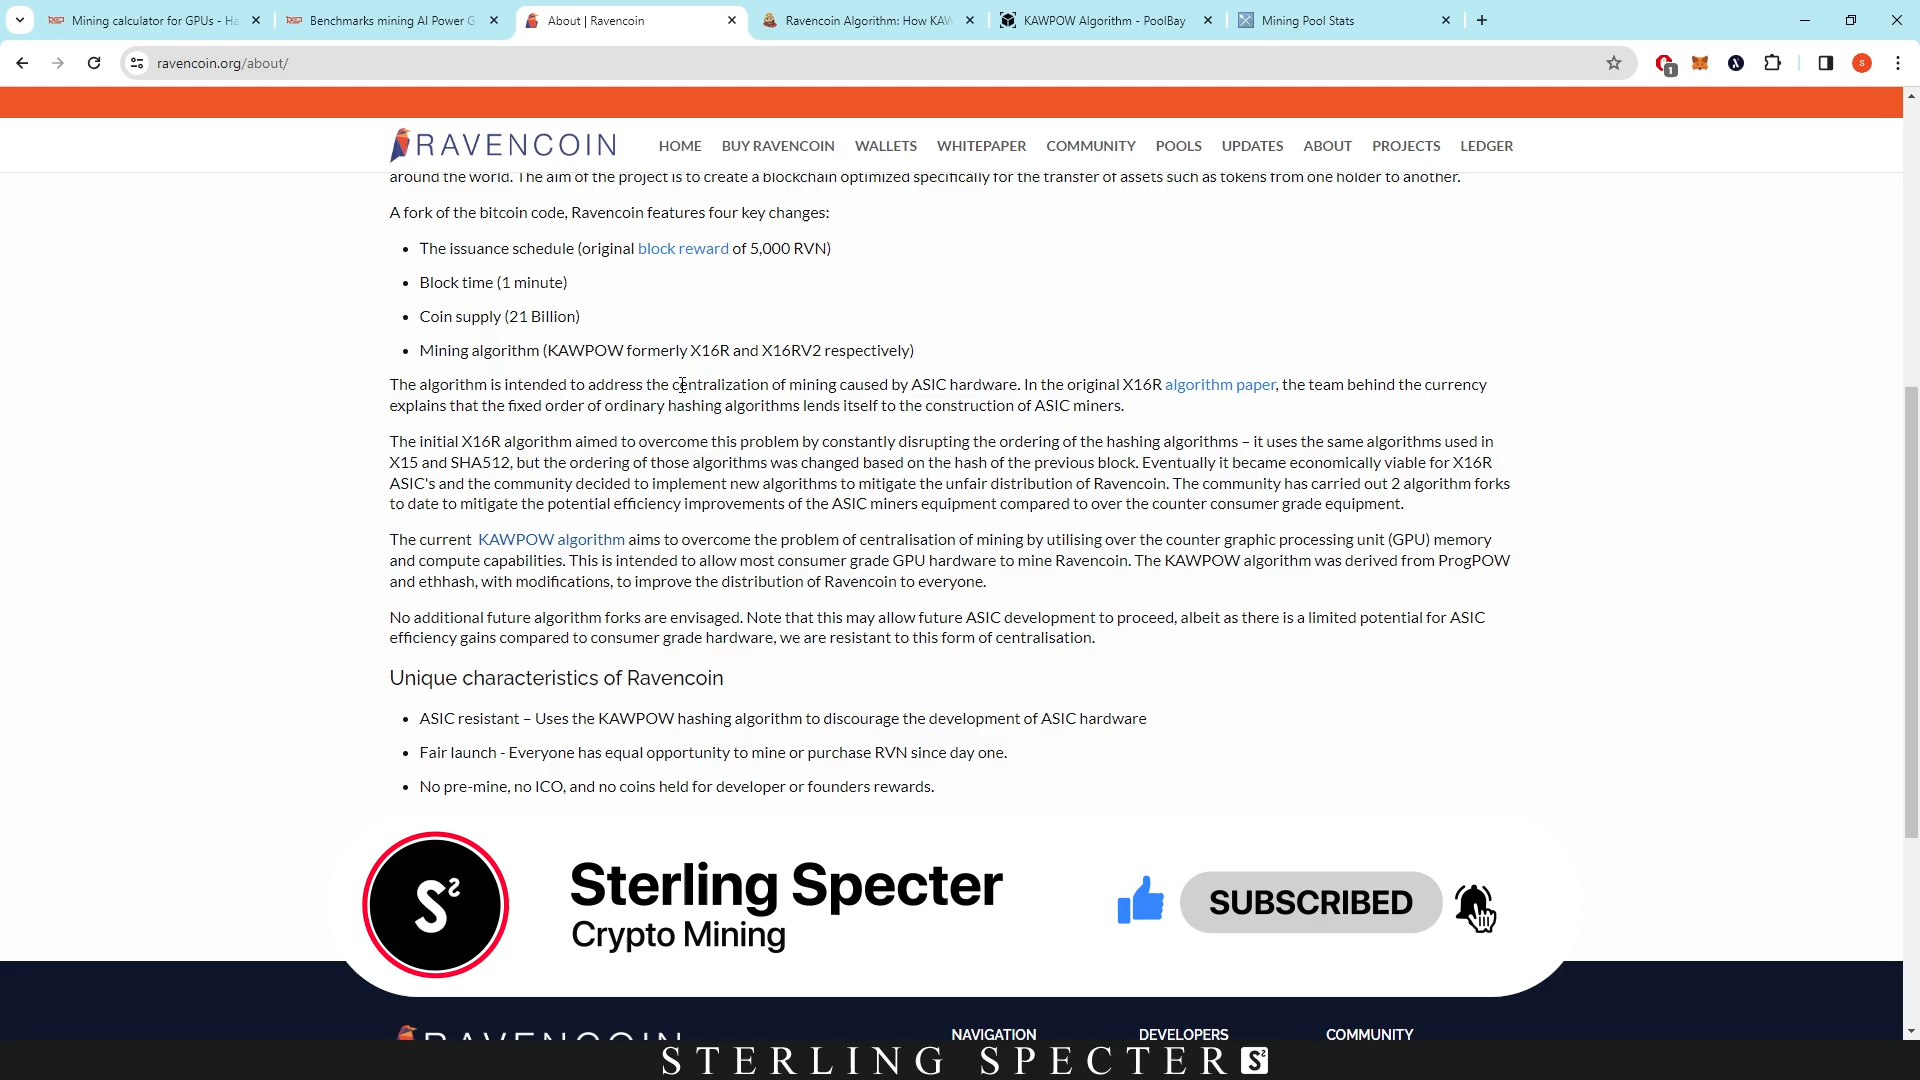 Mining calculator for GPUs - Ha
Benchmarks mining AI Power G
About | Ravencoin
Ravencoin Algorithm: How KAW
KAWPOW Algorithm - PoolBay
Mining Pool Stats
ravencoin.org/about/
1
S
RAVENCOIN
HOME
BUY RAVENCOIN
WALLETS
WHITEPAPER
COMMUNITY
POOLS
UPDATES
ABOUT
PROJECTS
LEDGER
around the world. The aim of the project is to create a blockchain optimized specifically for the transfer of assets such as tokens from one holder to another.
A fork of the bitcoin code, Ravencoin features four key changes:
• The issuance schedule (original block reward of 5,000 RVN)
• Block time (1 minute)
• Coin supply (21 Billion)
• Mining algorithm (KAWPOW formerly X16R and X16RV2 respectively)
The algorithm is intended to address the centralization of mining caused by ASIC hardware. In the original X16R algorithm paper, the team behind the currency
explains that the fixed order of ordinary hashing algorithms lends itself to the construction of ASIC miners.
The initial X16R algorithm aimed to overcome this problem by constantly disrupting the ordering of the hashing algorithms – it uses the same algorithms used in
X15 and SHA512, but the ordering of those algorithms was changed based on the hash of the previous block. Eventually it became economically viable for X16R
ASIC's and the community decided to implement new algorithms to mitigate the unfair distribution of Ravencoin. The community has carried out 2 algorithm forks
to date to mitigate the potential efficiency improvements of the ASIC miners equipment compared to over the counter consumer grade equipment.
The current KAWPOW algorithm aims to overcome the problem of centralisation of mining by utilising over the counter graphic processing unit (GPU) memory
and compute capabilities. This is intended to allow most consumer grade GPU hardware to mine Ravencoin. The KAWPOW algorithm was derived from ProgPOW
and ethhash, with modifications, to improve the distribution of Ravencoin to everyone.
No additional future algorithm forks are envisaged. Note that this may allow future ASIC development to proceed, albeit as there is a limited potential for ASIC
efficiency gains compared to consumer grade hardware, we are resistant to this form of centralisation.
Unique characteristics of Ravencoin
• ASIC resistant – Uses the KAWPOW hashing algorithm to discourage the development of ASIC hardware
• Fair launch - Everyone has equal opportunity to mine or purchase RVN since day one.
• No pre-mine, no ICO, and no coins held for developer or founders rewards.
S²
Sterling Specter
Crypto Mining
SUBSCRIBED
RAVENCOIN
NAVIGATION
DEVELOPERS
COMMUNITY
STERLING SPECTER S²